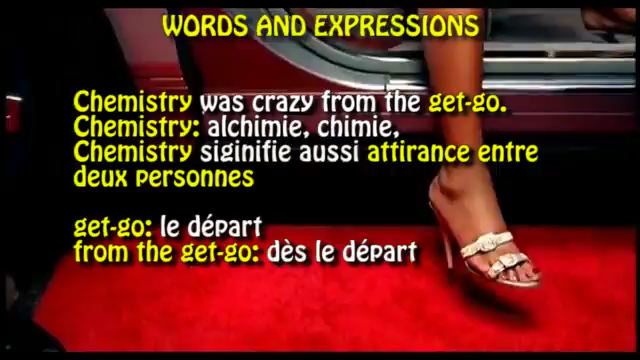 WORDS AND EXPRESSIONS
Chemistry was crazy from the get-go.
Chemistry: alchimie, chimie,
Chemistry siginifie aussi attirance entre
deux personnes
get-go: le départ
from the get-go: dès le départ